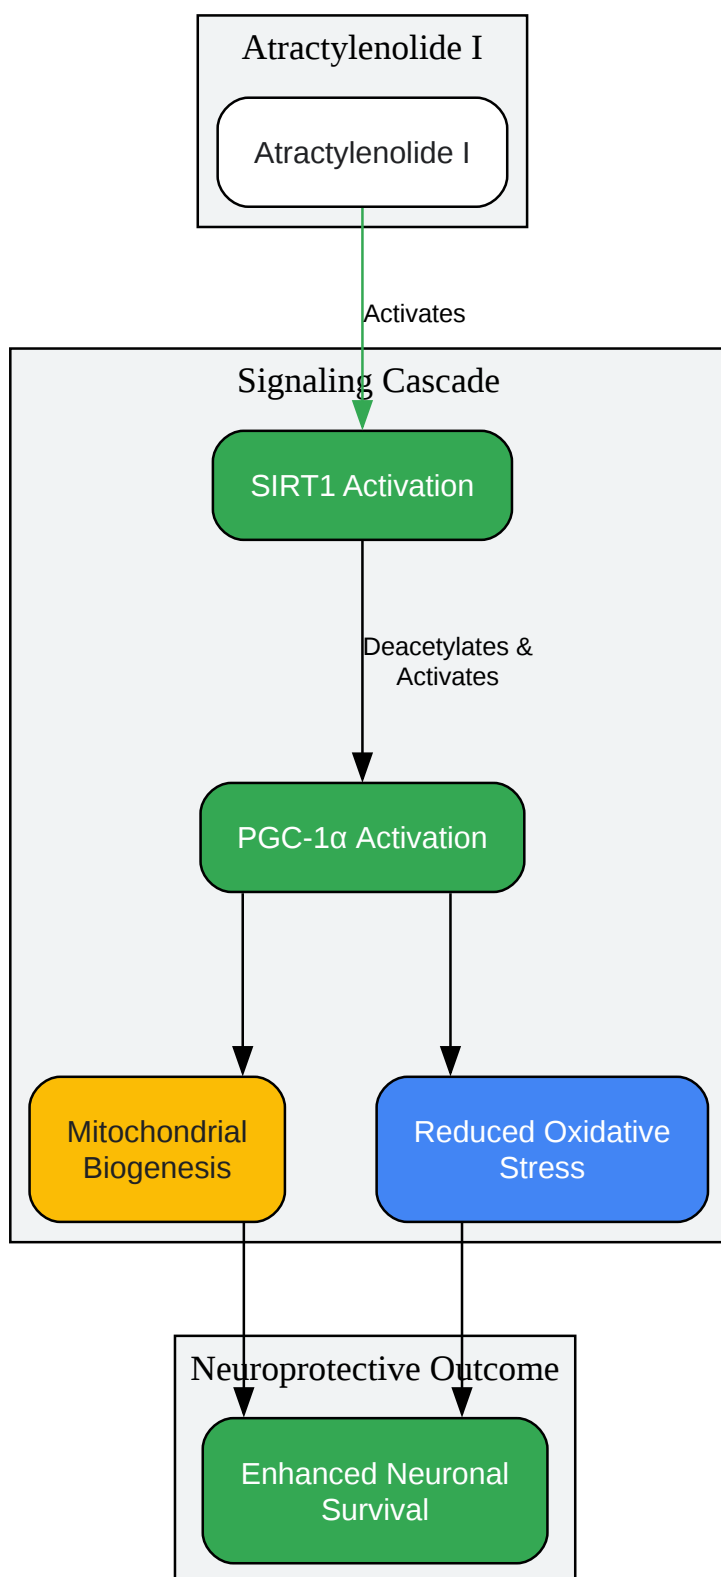 Atractylenolide I
Atractylenolide I
Activates
Signaling Cascade
SIRT1 Activation
Deacetylates &
Activates
PGC-1α Activation
Mitochondrial
Biogenesis
Reduced Oxidative
Stress
Neuroprotective Outcome
Enhanced Neuronal
Survival